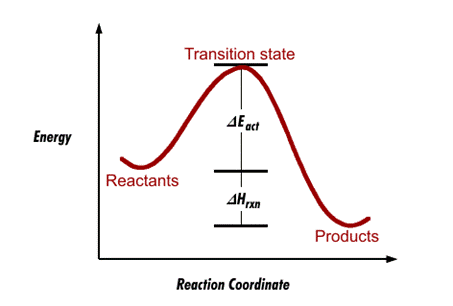 Transition state
ΔEact
Energy
Reactants
ΔHrxn
Products
Reaction Coordinate